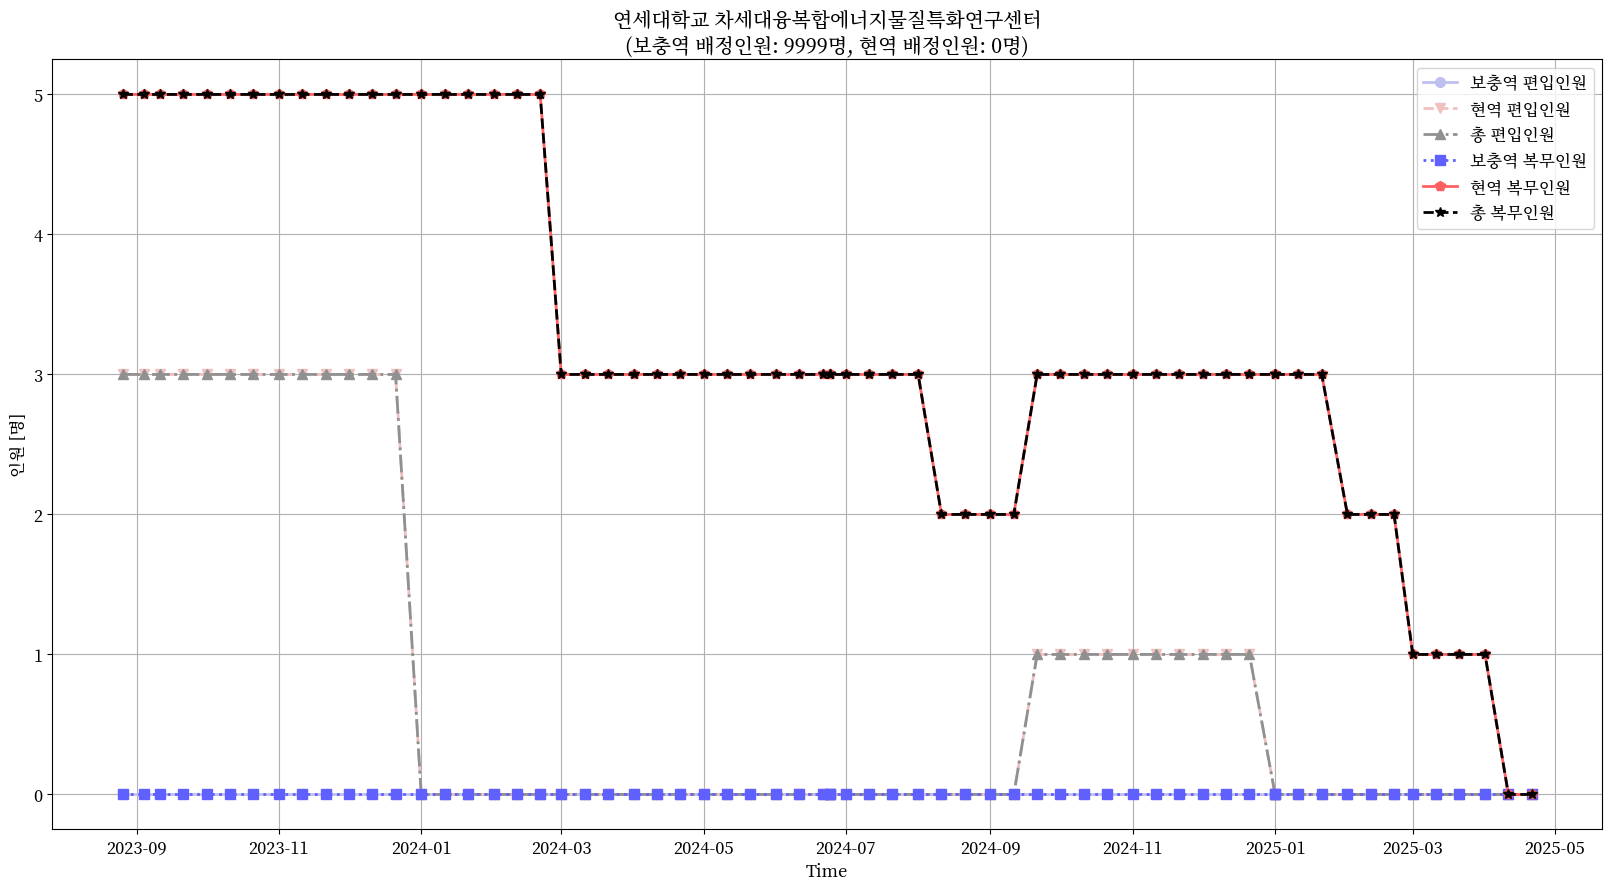 연세대학교 차세대융복합에너지물질특화연구센터
(보충역 배정인원: 9999명, 현역 배정인원: 0명)
보충역 편입인원
현역 편입인원
총 편입인원
보충역 복무인원
현역 복무인원
총 복무인원
인원 [명]
5
4
3
2
1
0
2023-09
2023-11
2024-01
2024-03
2024-05
2024-07
2024-09
2024-11
2025-01
2025-03
2025-05
Time